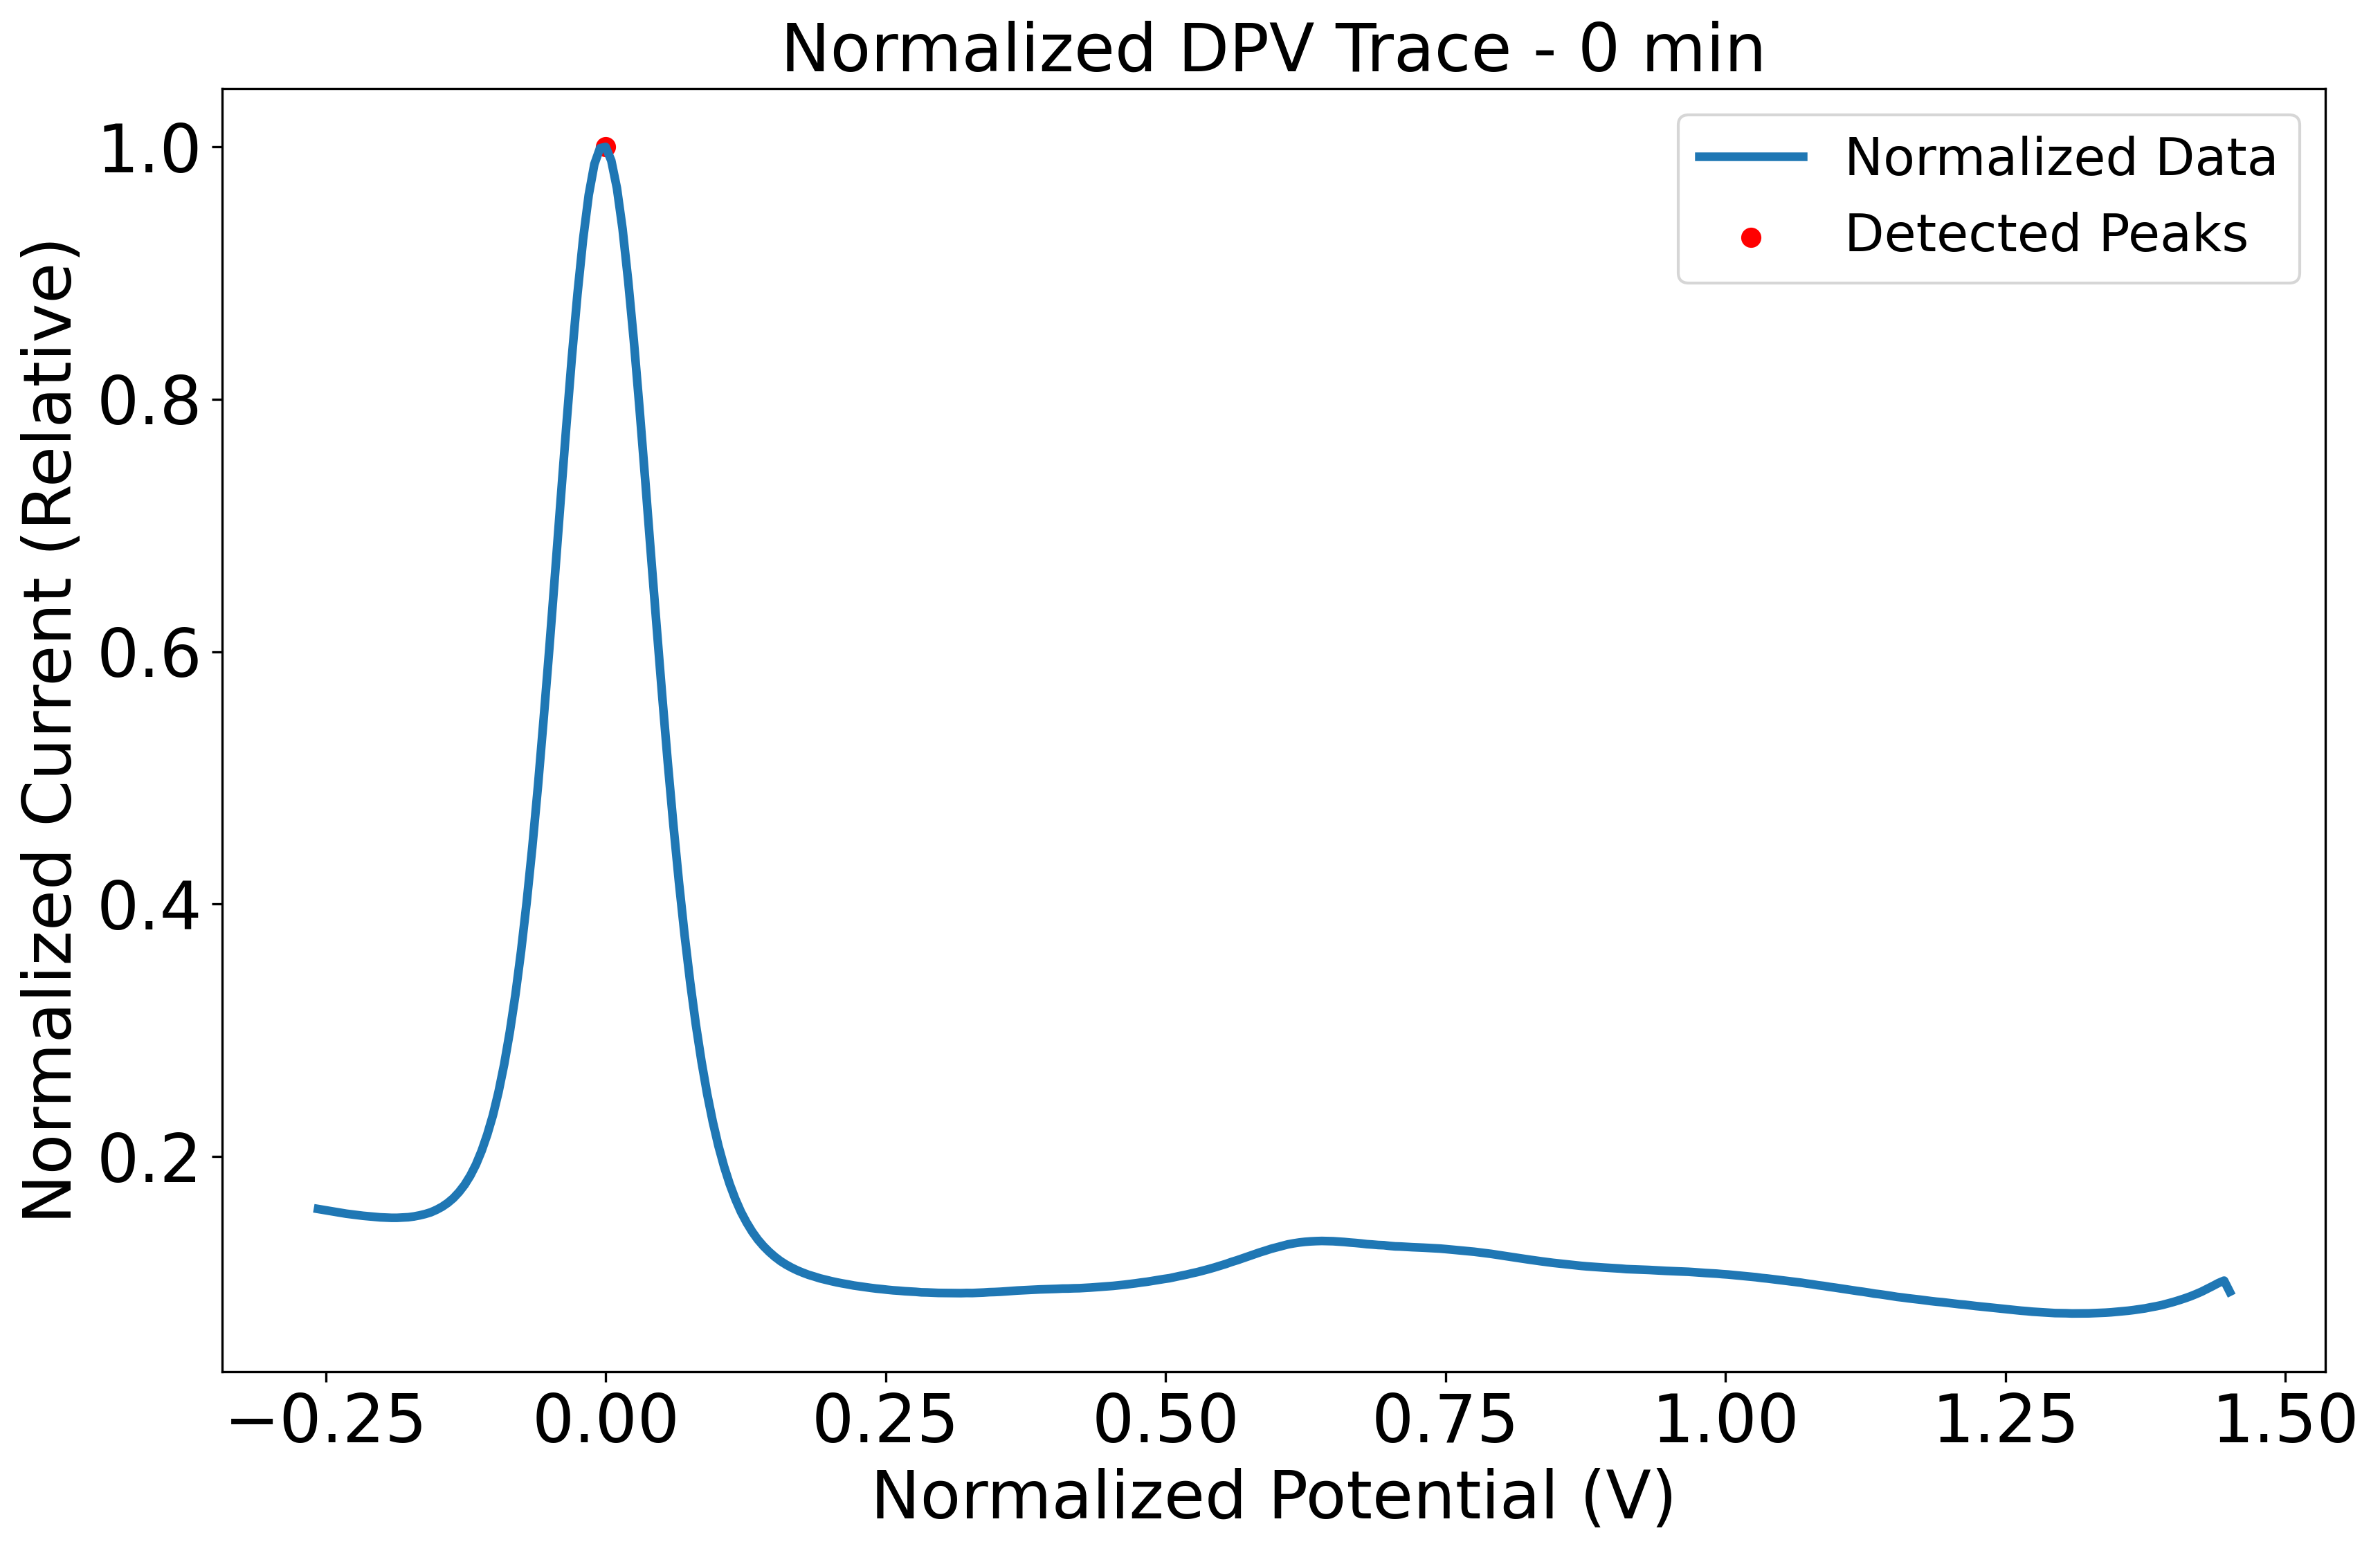 Normalized DPV Trace - 0 min
Normalized Data
Detected Peaks
Normalized Current (Relative)
1.0
0.8
0.6
0.4
0.2
−0.25 0.00 0.25 0.50 0.75 1.00 1.25 1.50
Normalized Potential (V)